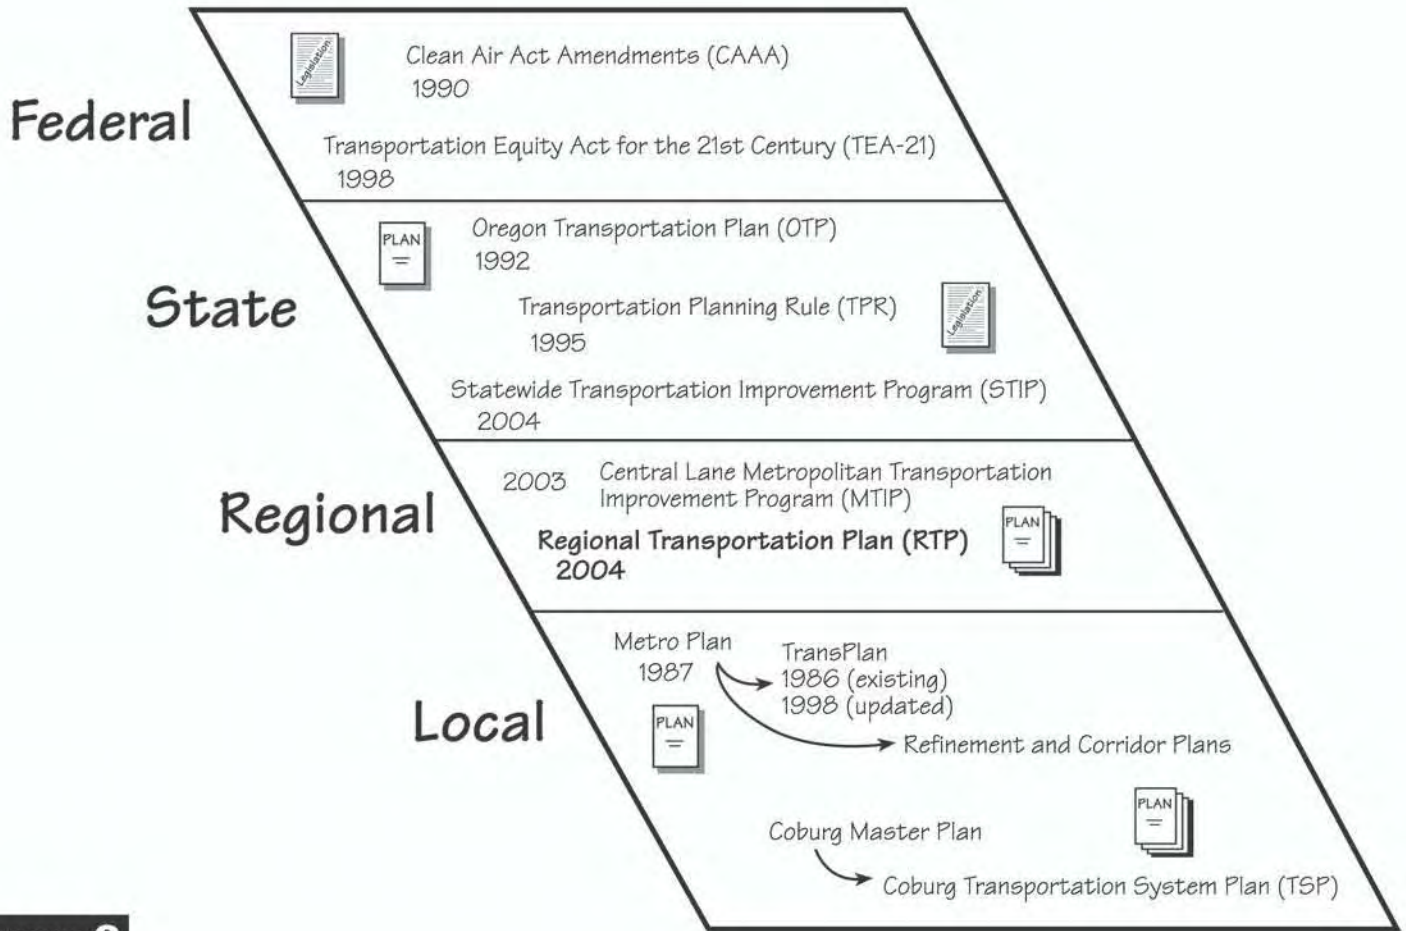 Federal
Legislation
Clean Air Act Amendments (CAAA)
1990
Transportation Equity Act for the 21st Century (TEA-21)
1998
State
PLAN
Oregon Transportation Plan (OTP)
1992
Transportation Planning Rule (TPR)
1995
Legislation
Statewide Transportation Improvement Program (STIP)
2004
Regional
2003
Central Lane Metropolitan Transportation
Improvement Program (MTIP)
Regional Transportation Plan (RTP)
2004
PLAN
Local
Metro Plan
1987
PLAN
TransPlan
1986 (existing)
1998 (updated)
Refinement and Corridor Plans
PLAN
Coburg Master Plan
Coburg Transportation System Plan (TSP)